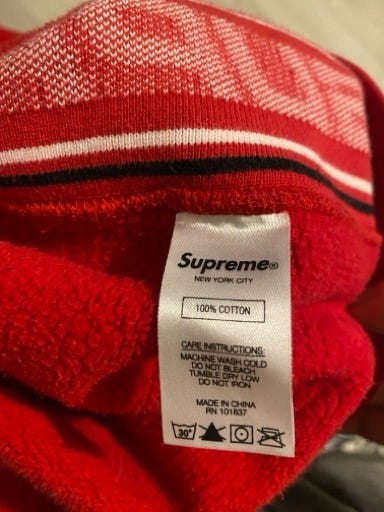 Supreme®
NEW YORK CITY
100% COTTON
CARE INSTRUCTIONS:
MACHINE WASH COLD
DO NOT BLEACH
TUMBLE DRY LOW
DO NOT IRON
MADE IN CHINA
RN 101837
30°